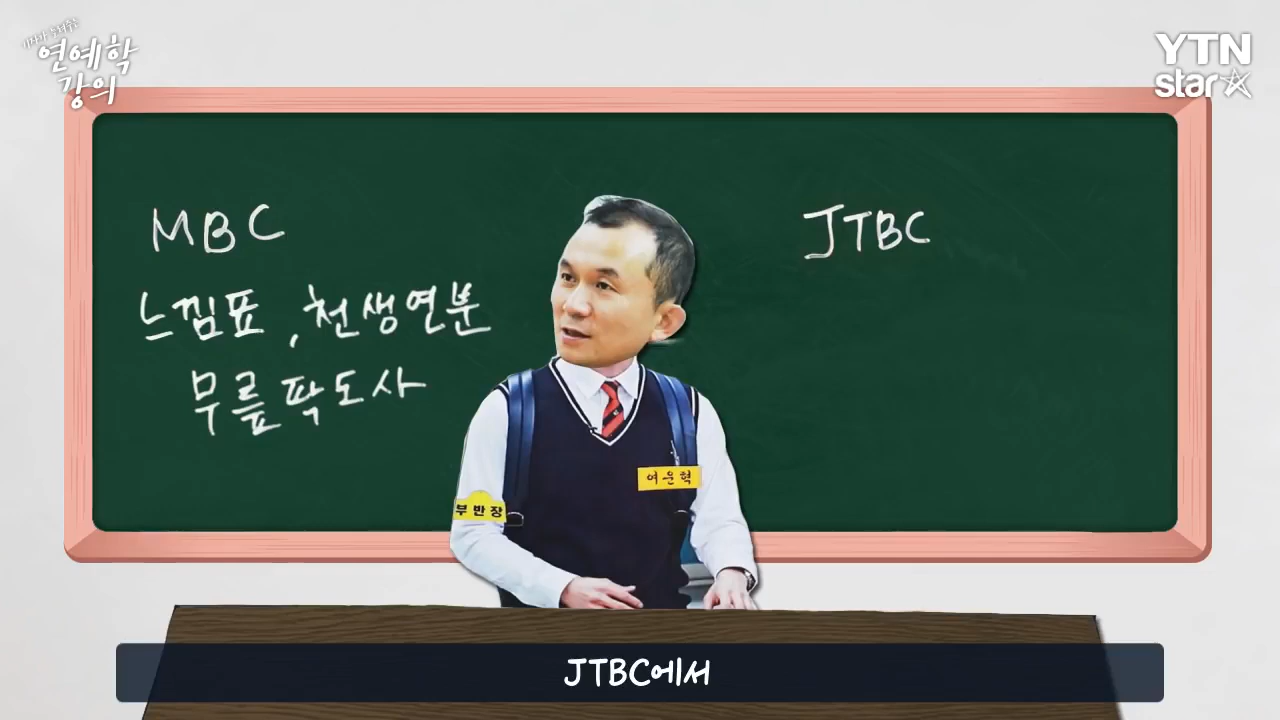 연예학
강의
YTN
star
MBC
느낌표, 천생연분
무릎팍도사
JTBC
여운혁
부반장
JTBC에서